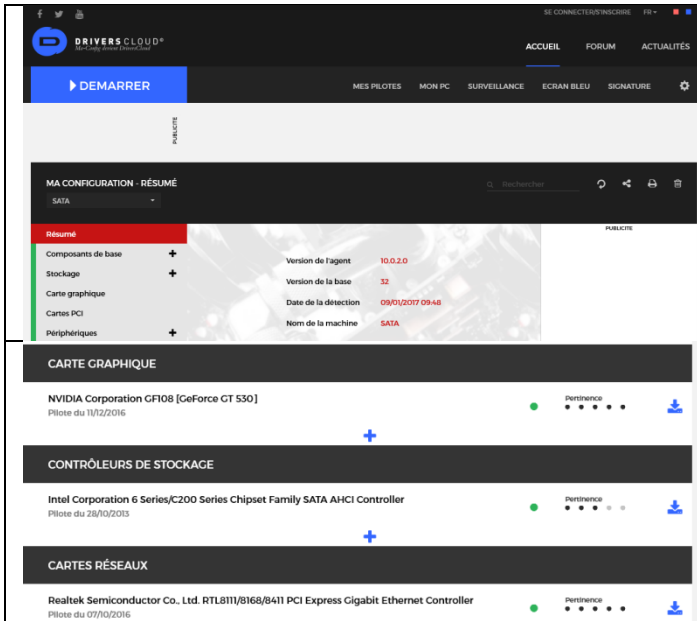 SE CONNECTER/S'INSCRIRE FR
DRIVERSCLOUD®
Ma-Config devient DriversCloud
ACCUEIL FORUM ACTUALITÉS
DEMARRER
MES PILOTES MON PC SURVEILLANCE ECRAN BLEU SIGNATURE
PUBLICITE
MA CONFIGURATION - RÉSUMÉ
Rechercher
SATA
PUBLICITE
Résumé
Composants de base
Stockage
Carte graphique
Cartes PCI
Périphériques
Version de l'agent 10.0.2.0
Version de la base 32
Date de la détection 09/01/2017 09:48
Nom de la machine SATA
CARTE GRAPHIQUE
NVIDIA Corporation GF108 [GeForce GT 530]
Pilote du 11/12/2016
Pertinence
CONTRÔLEURS DE STOCKAGE
Intel Corporation 6 Series/C200 Series Chipset Family SATA AHCI Controller
Pilote du 28/10/2013
Pertinence
CARTES RÉSEAUX
Realtek Semiconductor Co., Ltd. RTL8111/8168/8411 PCI Express Gigabit Ethernet Controller
Pilote du 07/10/2016
Pertinence